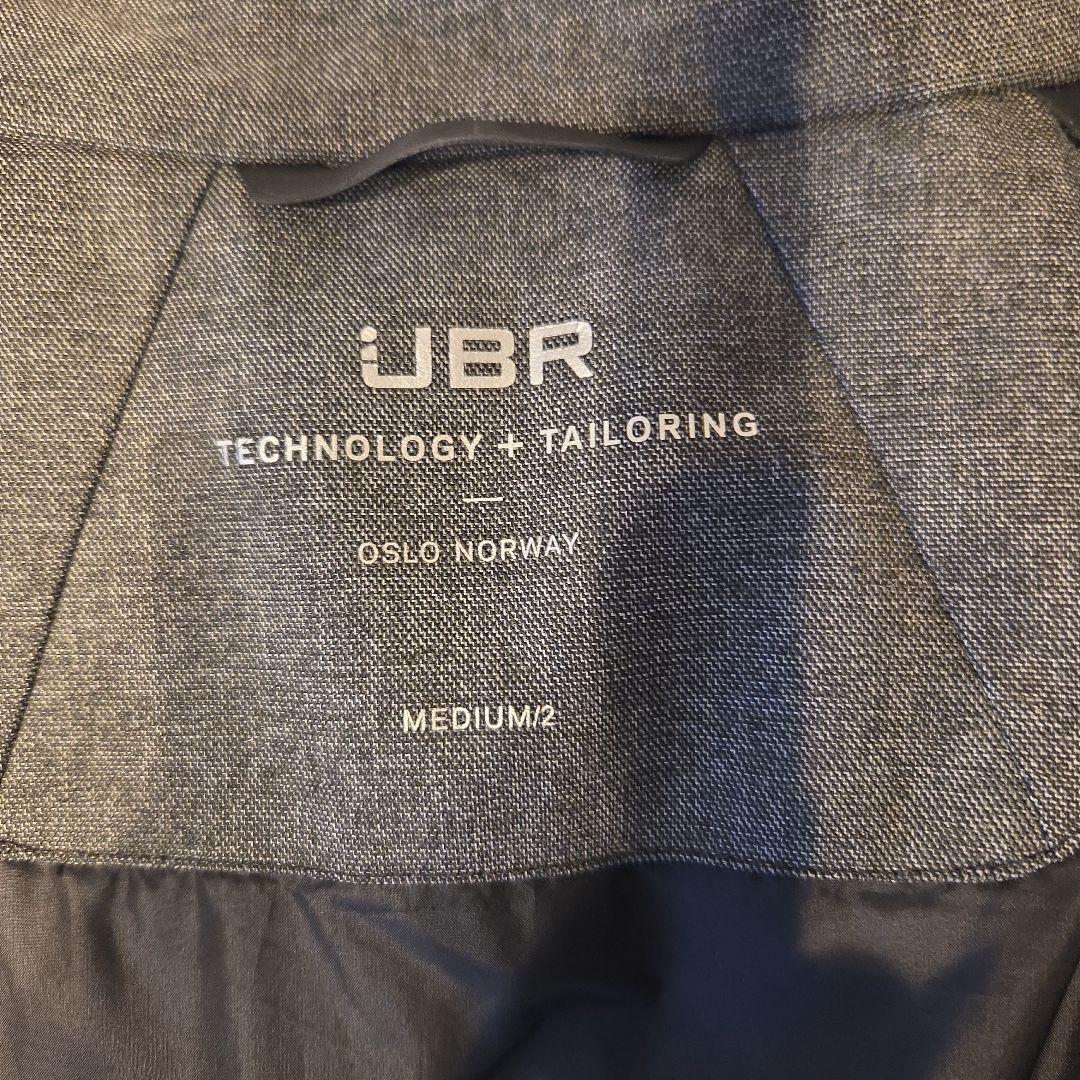 UBR
TECHNOLOGY + TAILORING
—
OSLO NORWAY
MEDIUM/2